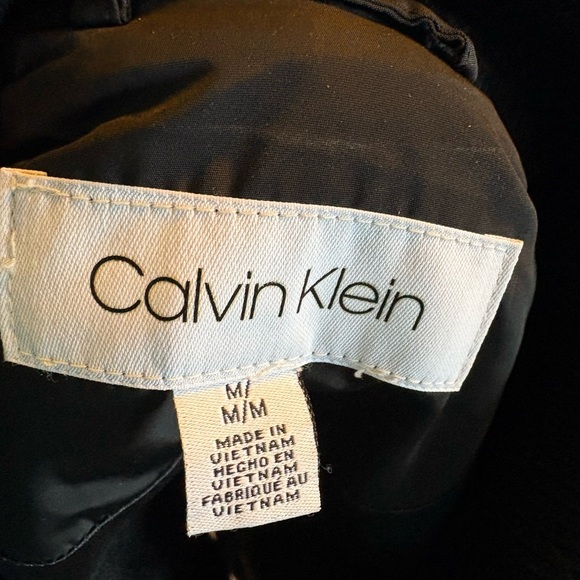 Calvin Klein
M/
M/M
MADE IN
VIETNAM
HECHO EN
VIETNAM
FABRIQUÉ AU
VIETNAM